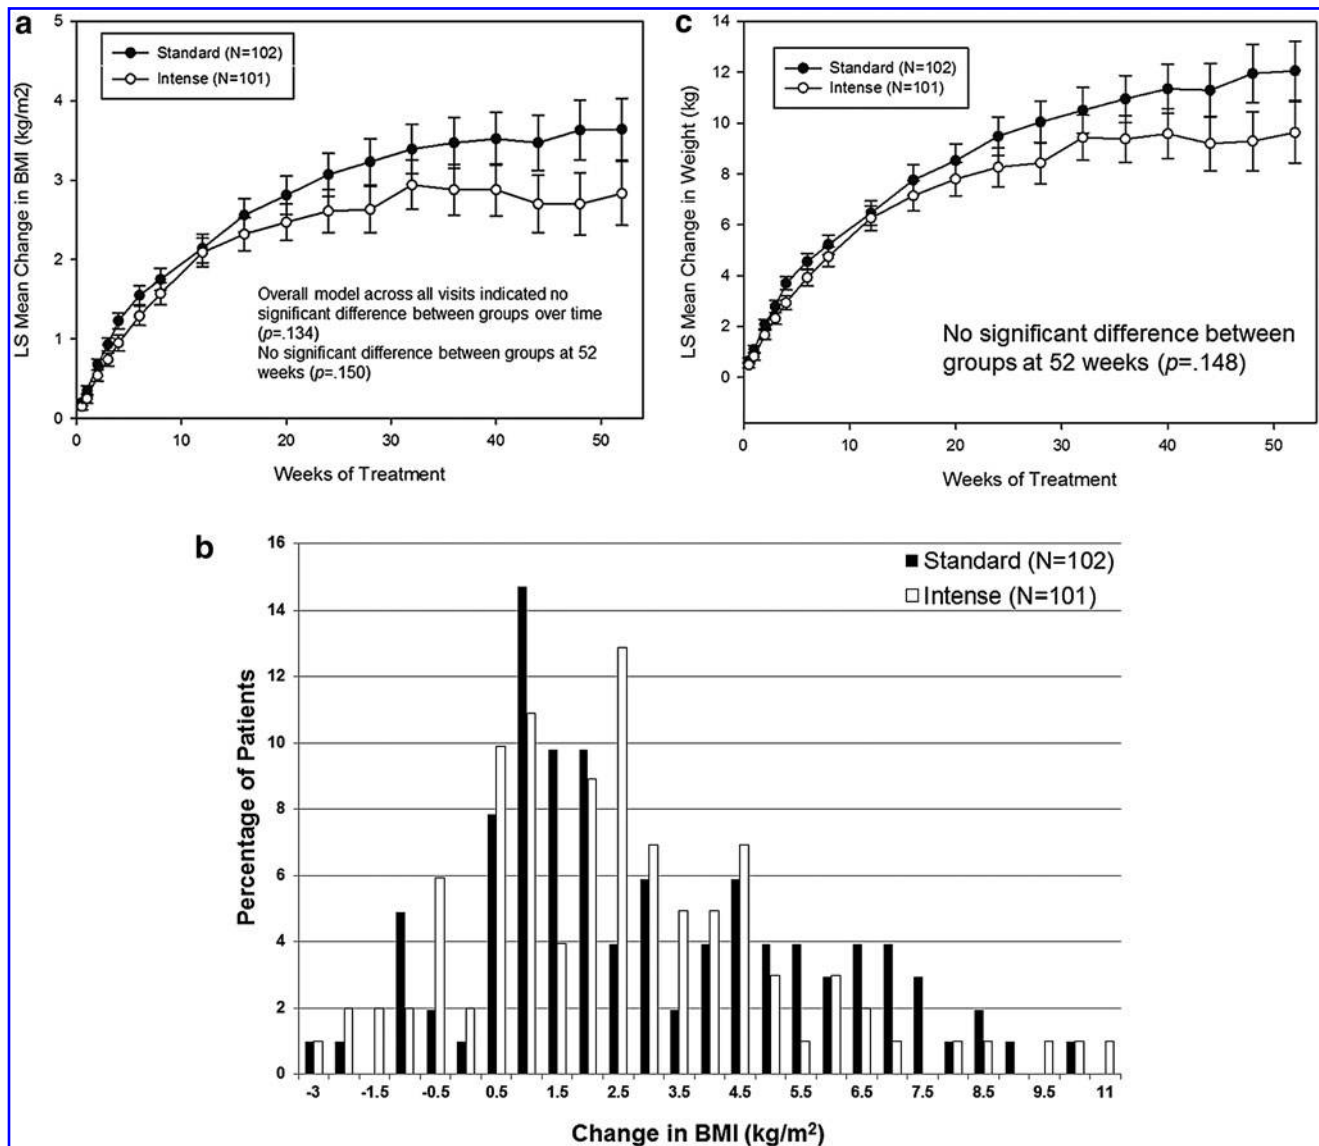 a
5
4
3
2
1
0
LS Mean Change in BMI (kg/m2)
Standard (N=102)
Intense (N=101)
Overall model across all visits indicated no
significant difference between groups over time
(p=.134)
No significant difference between groups at 52
weeks (p=.150)
0 10 20 30 40 50
Weeks of Treatment
c
14
12
10
8
6
4
2
0
LS Mean Change in Weight (kg)
Standard (N=102)
Intense (N=101)
No significant difference between
groups at 52 weeks (p=.148)
0 10 20 30 40 50
Weeks of Treatment
b
16
14
12
10
8
6
4
2
0
Percentage of Patients
Standard (N=102)
Intense (N=101)
-3 -1.5 -0.5 0.5 1.5 2.5 3.5 4.5 5.5 6.5 7.5 8.5 9.5 11
Change in BMI (kg/m²)